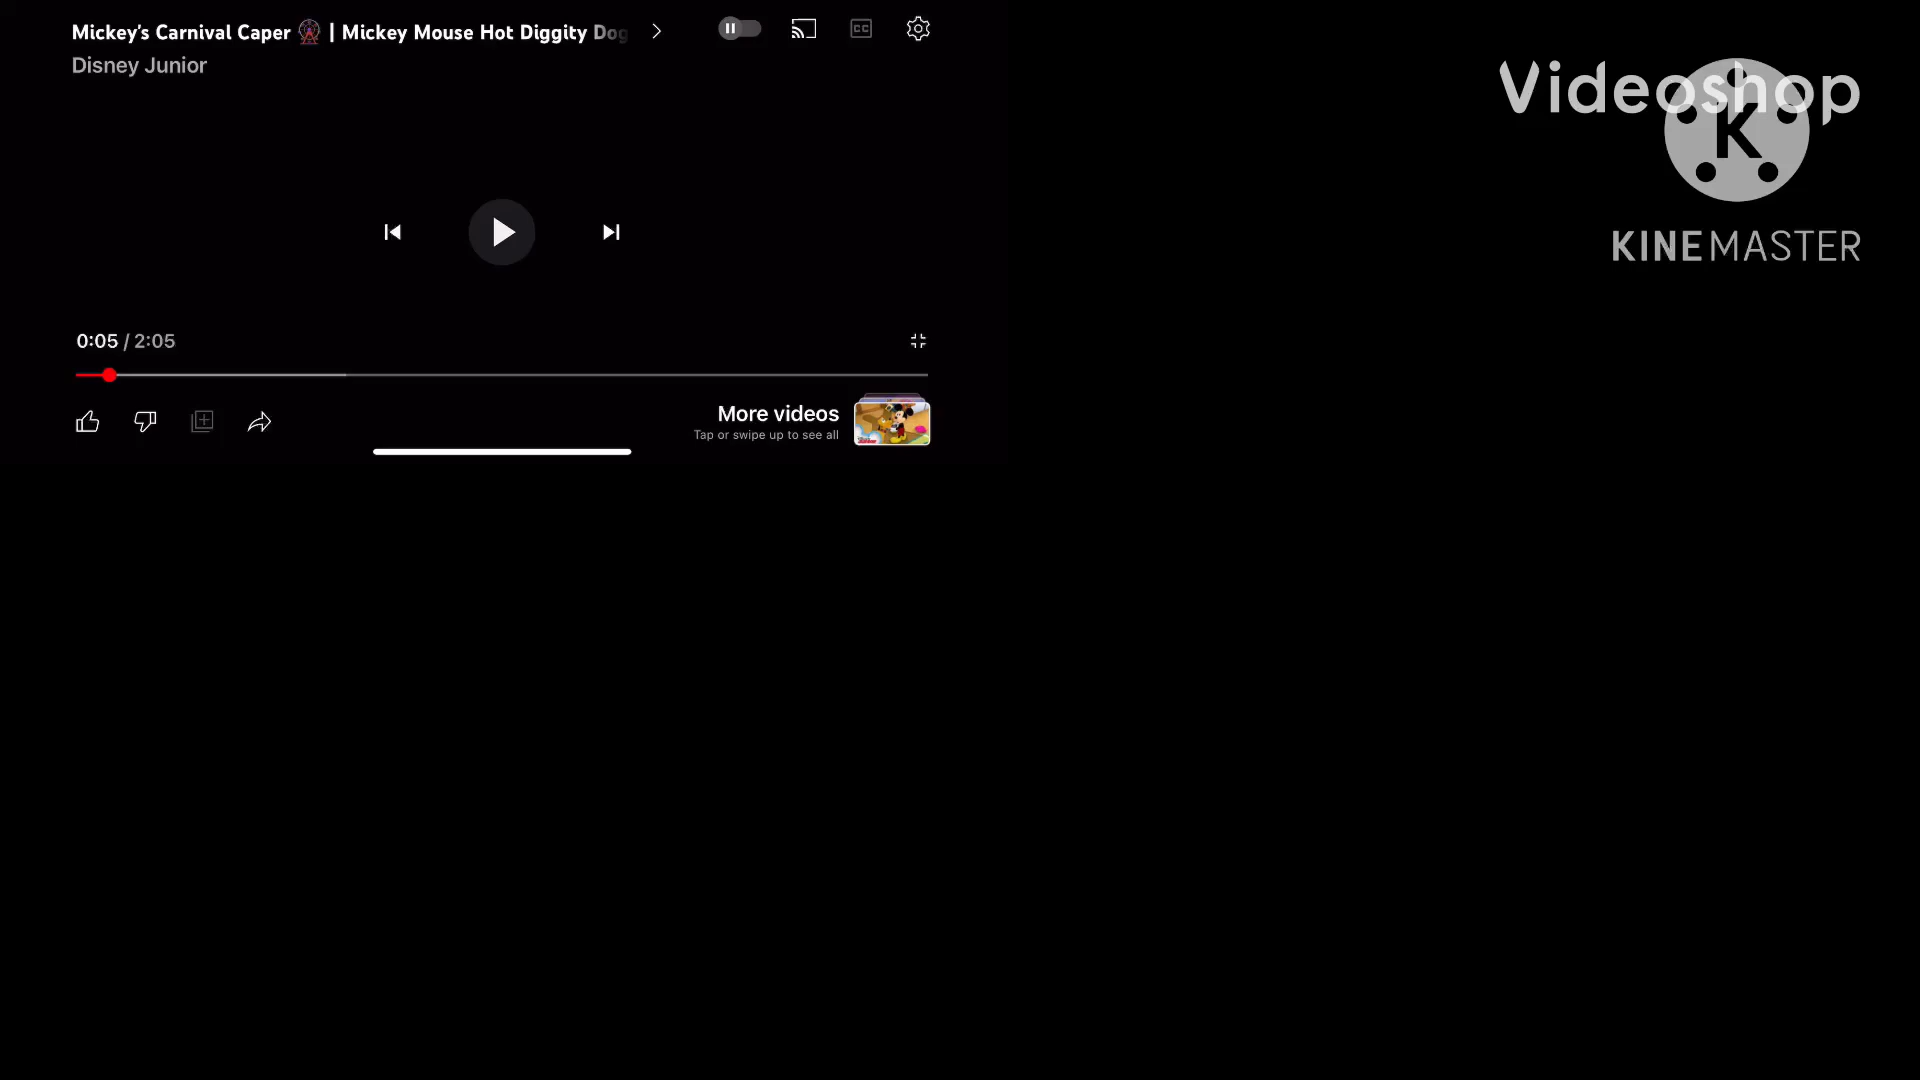 Mickey's Carnival Caper 🎡 | Mickey Mouse Hot Diggity Dog
Disney Junior
CC
Videoshop
K
KINEMASTER
0:05 / 2:05
More videos
Tap or swipe up to see all